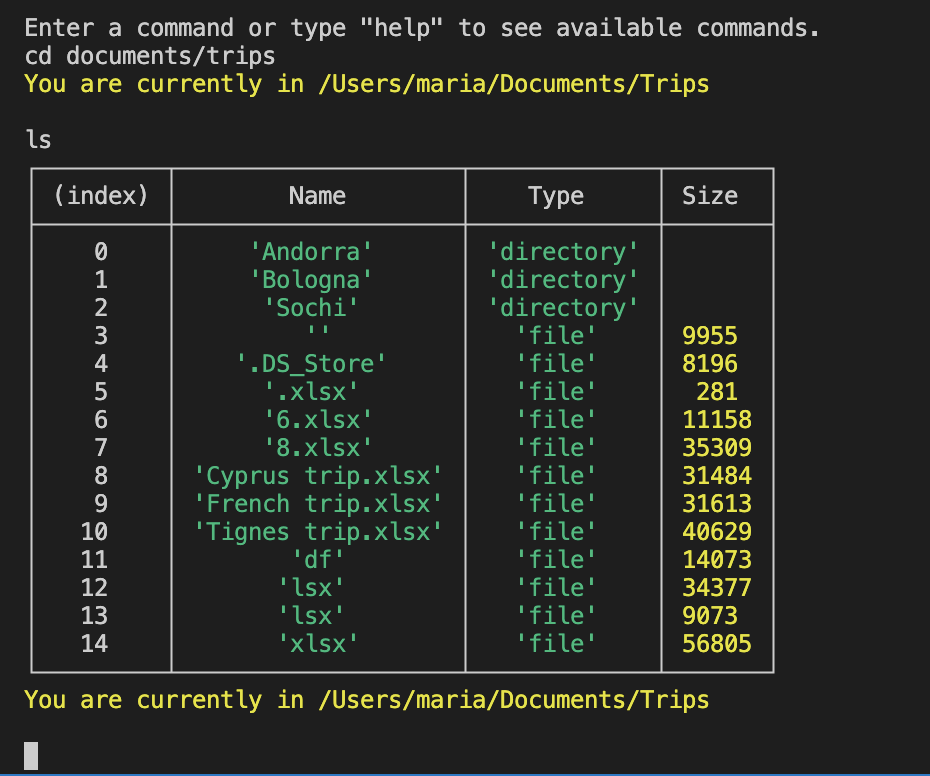 Enter a command or type "help" to see available commands.
cd documents/trips
You are currently in /Users/maria/Documents/Trips
ls
(index) Name Type Size
0 'Andorra' 'directory'
1 'Bologna' 'directory'
2 'Sochi' 'directory'
3 '' 'file' 9955
4 '.DS_Store' 'file' 8196
5 '.xlsx' 'file' 281
6 '6.xlsx' 'file' 11158
7 '8.xlsx' 'file' 35309
8 'Cyprus trip.xlsx' 'file' 31484
9 'French trip.xlsx' 'file' 31613
10 'Tignes trip.xlsx' 'file' 40629
11 'df' 'file' 14073
12 'lsx' 'file' 34377
13 'lsx' 'file' 9073
14 'xlsx' 'file' 56805
You are currently in /Users/maria/Documents/Trips